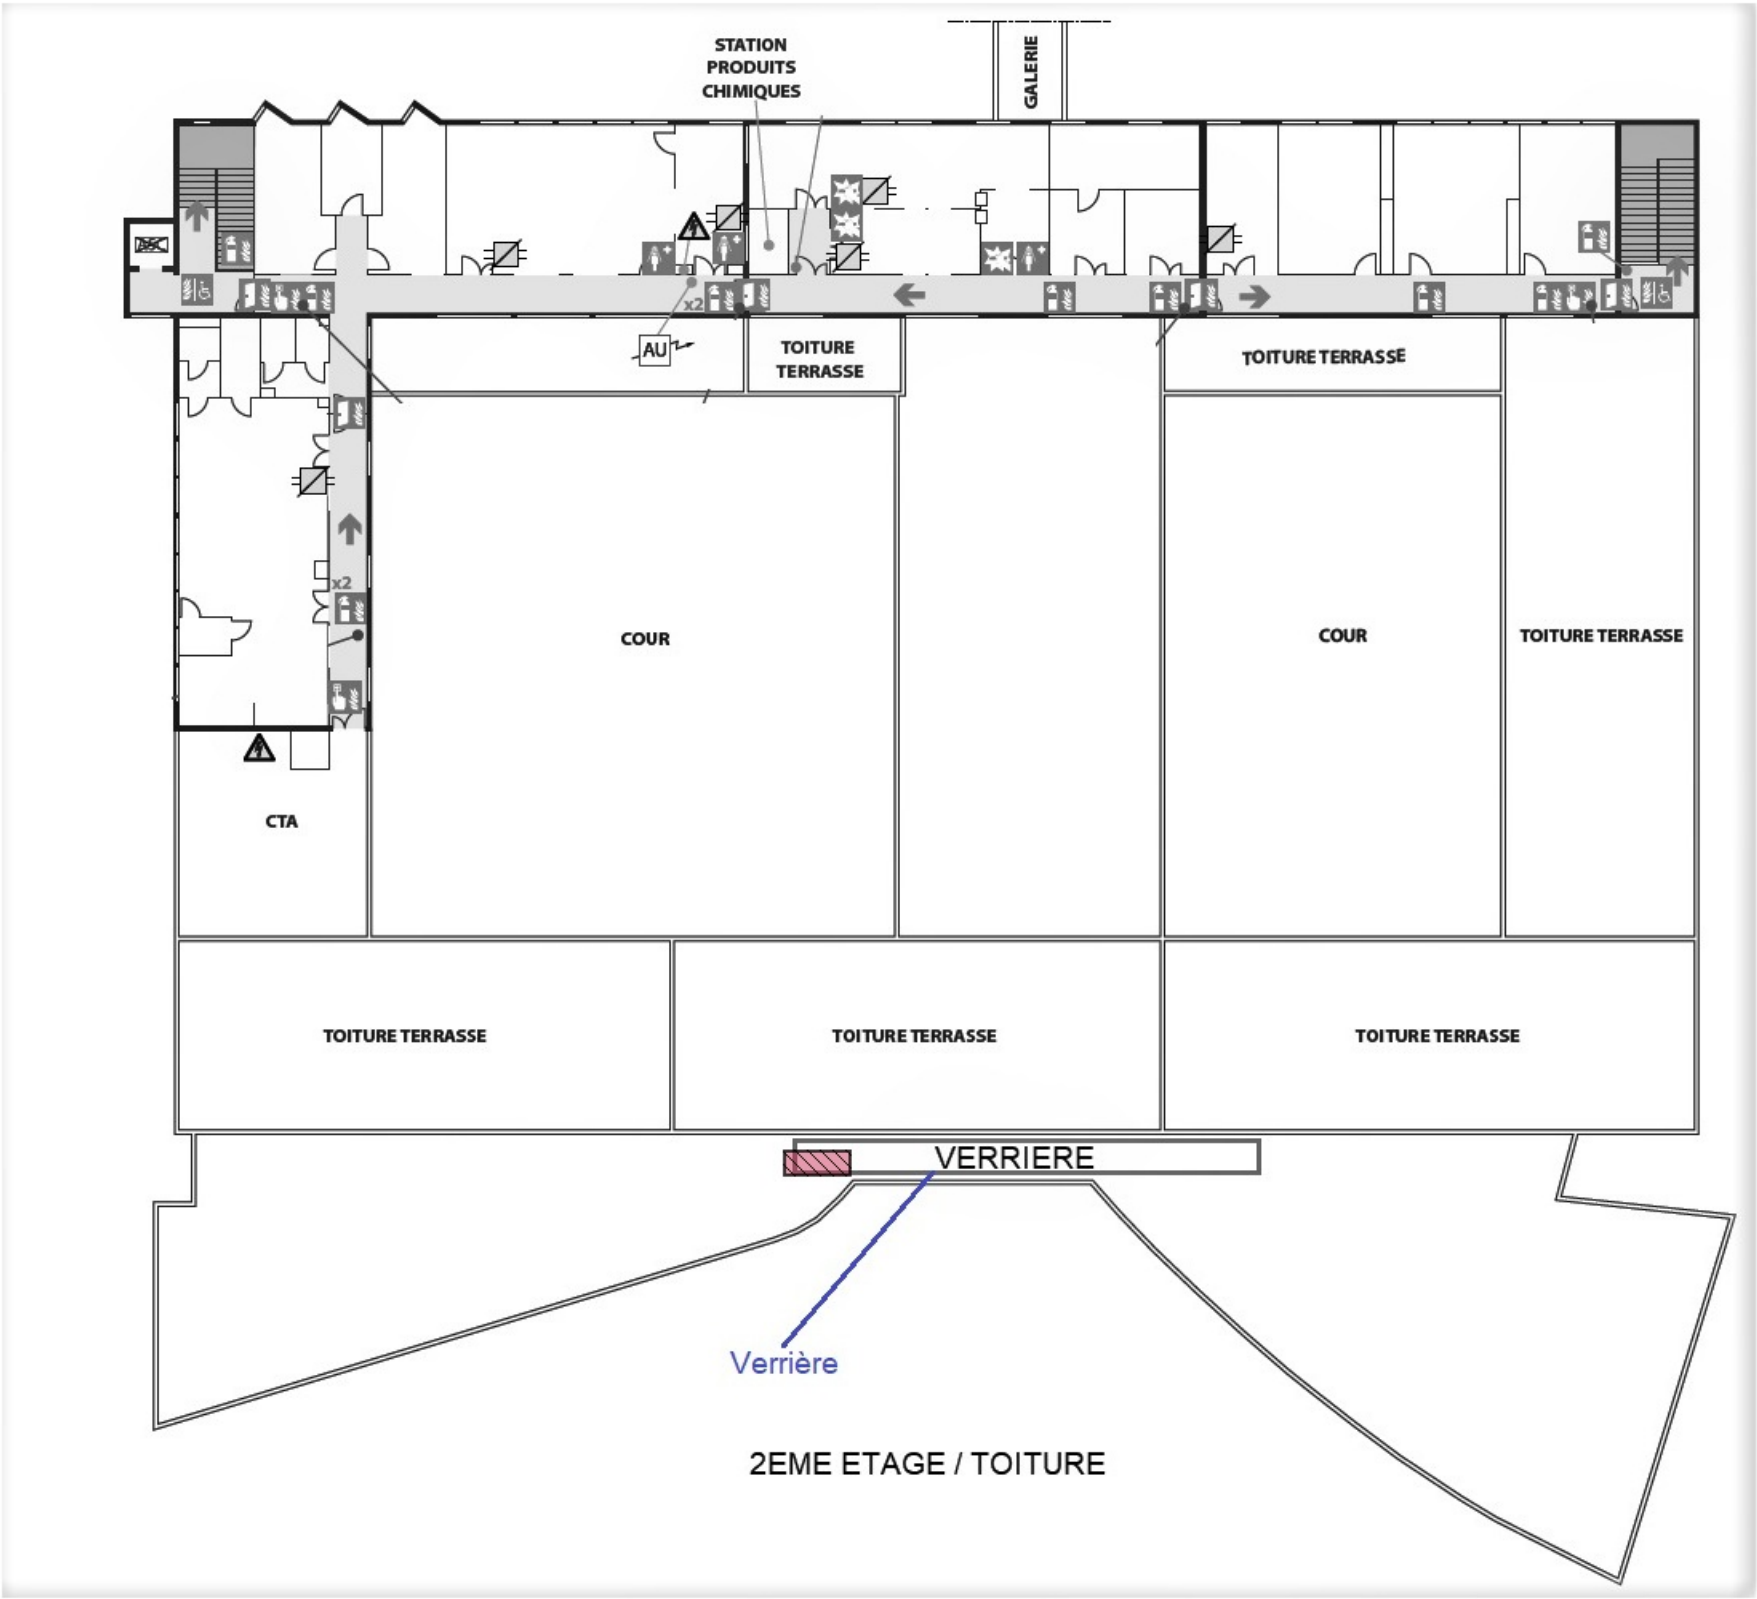 STATION
PRODUITS
CHIMIQUES
GALERIE
x2
AU
TOITURE
TERRASSE
TOITURE TERRASSE
x2
COUR
COUR
TOITURE TERRASSE
CTA
TOITURE TERRASSE
TOITURE TERRASSE
TOITURE TERRASSE
VERRIERE
Verrière
2EME ETAGE / TOITURE